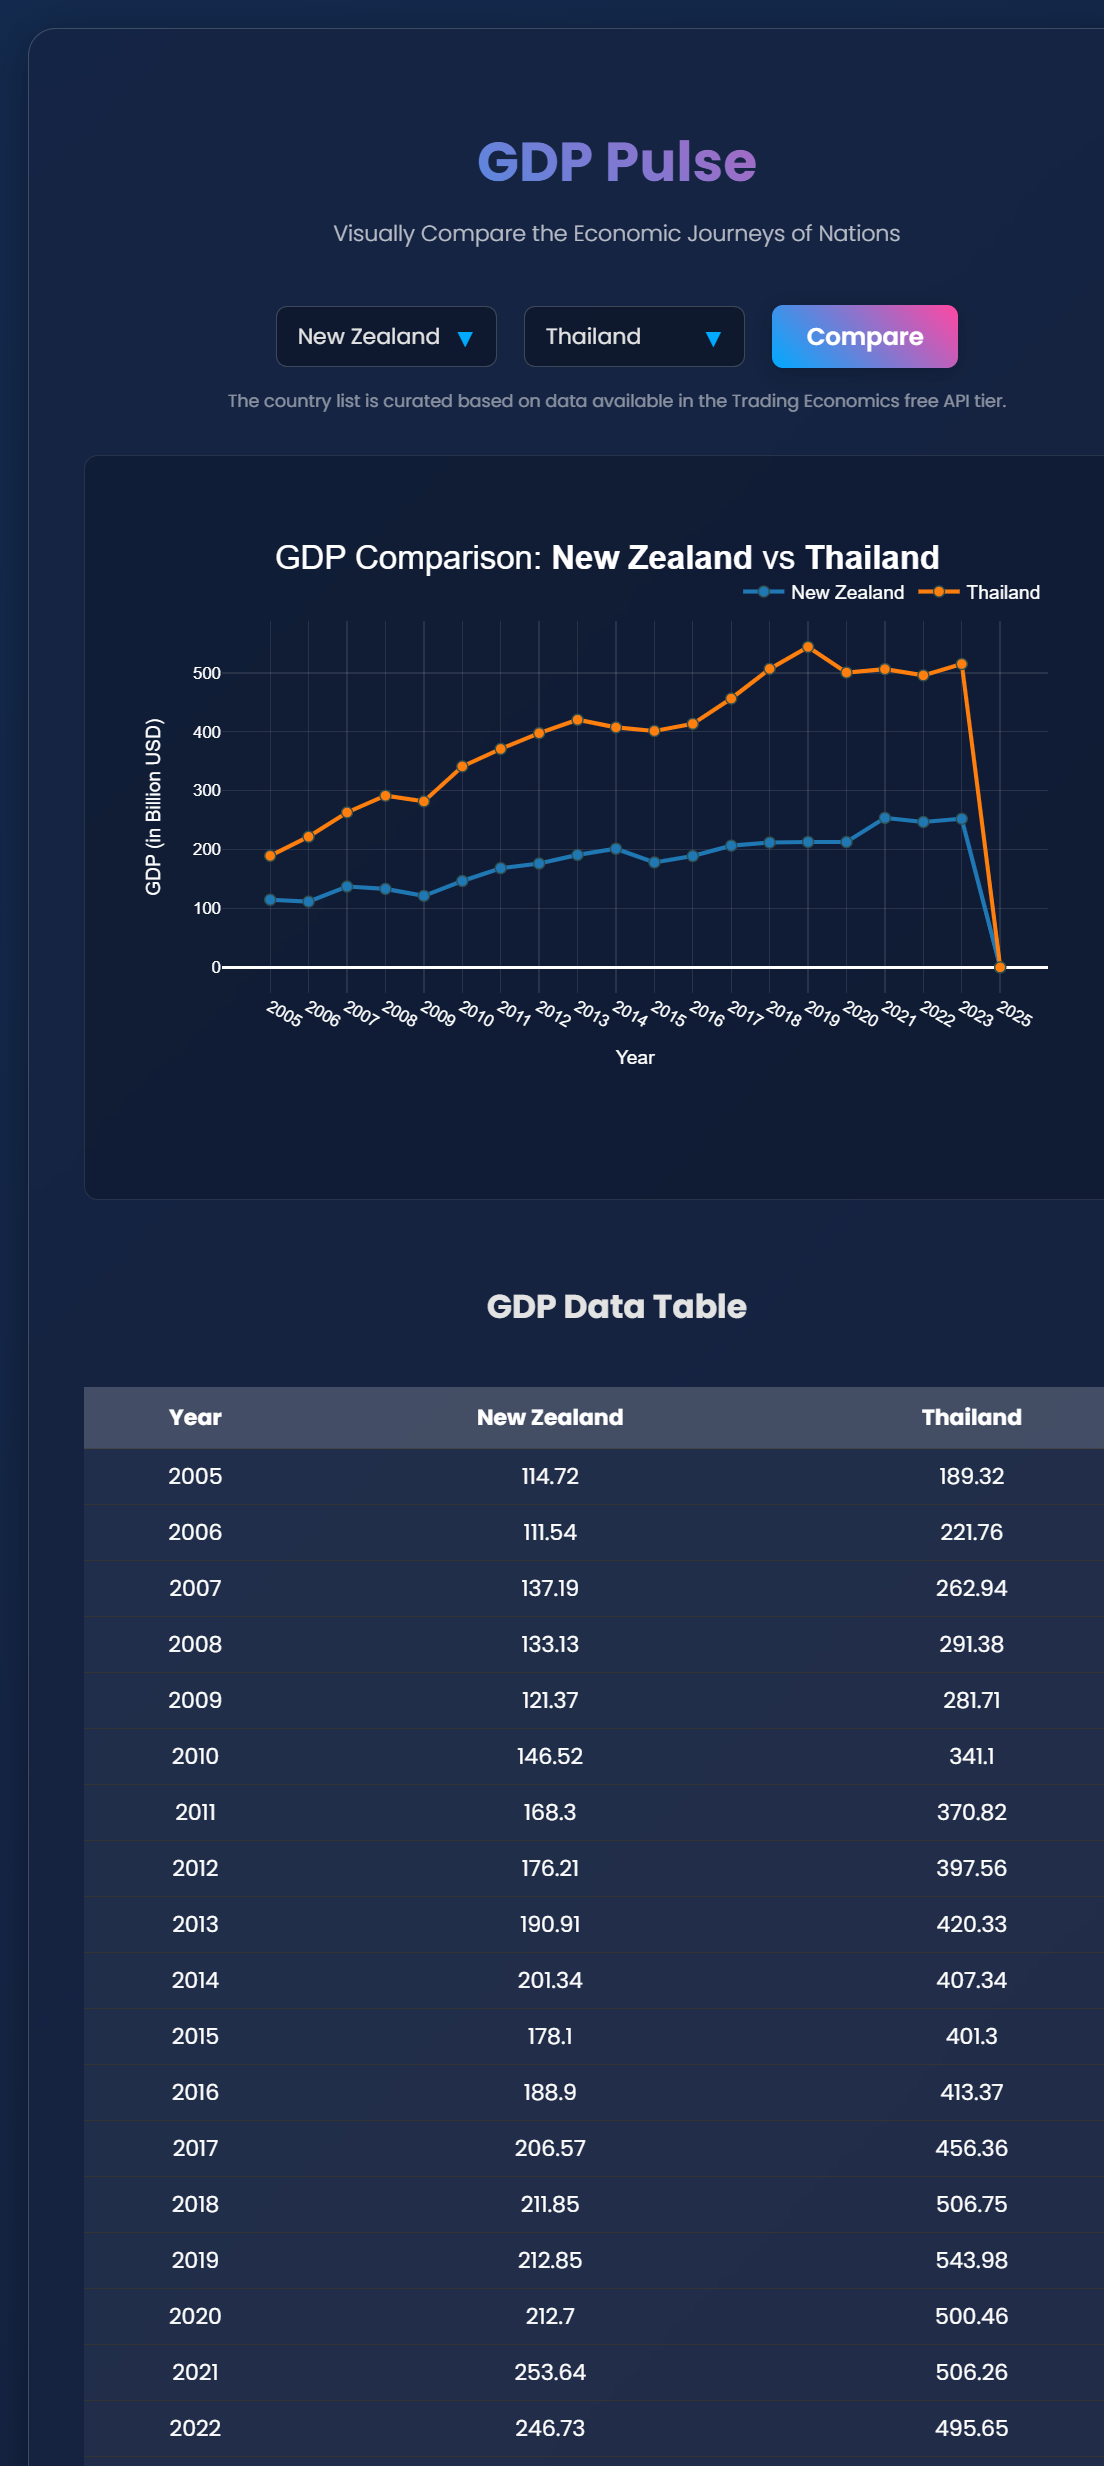 GDP Pulse
Visually Compare the Economic Journeys of Nations
New Zealand ▼ Thailand ▼ Compare
The country list is curated based on data available in the Trading Economics free API tier.
GDP Comparison: New Zealand vs Thailand
New Zealand Thailand
500
400
300
200
100
0
GDP (in Billion USD)
2005 2006 2007 2008 2009 2010 2011 2012 2013 2014 2015 2016 2017 2018 2019 2020 2021 2022 2023 2025
Year
GDP Data Table
Year New Zealand Thailand
2005 114.72 189.32
2006 111.54 221.76
2007 137.19 262.94
2008 133.13 291.38
2009 121.37 281.71
2010 146.52 341.1
2011 168.3 370.82
2012 176.21 397.56
2013 190.91 420.33
2014 201.34 407.34
2015 178.1 401.3
2016 188.9 413.37
2017 206.57 456.36
2018 211.85 506.75
2019 212.85 543.98
2020 212.7 500.46
2021 253.64 506.26
2022 246.73 495.65